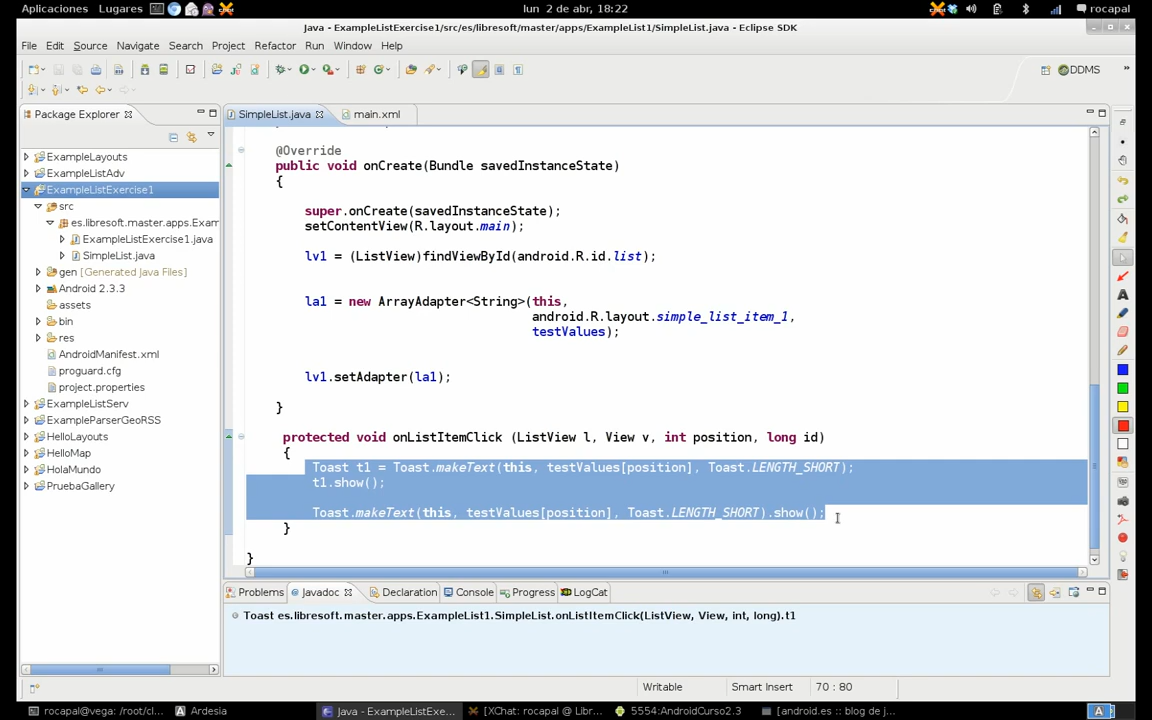 Aplicaciones Lugares lun 2 de abr, 18:22 rocapal
Java - ExampleListExercise1/src/es/libresoft/master/apps/ExampleList1/SimpleList.java - Eclipse SDK
File Edit Source Navigate Search Project Refactor Run Window Help
DDMS »
Package Explorer
SimpleList.java main.xml
ExampleLayouts
ExampleListAdv
ExampleListExercise1
src
es.libresoft.master.apps.Exam
ExampleListExercise1.java
SimpleList.java
gen [Generated Java Files]
Android 2.3.3
assets
bin
res
AndroidManifest.xml
proguard.cfg
project.properties
ExampleListServ
ExampleParserGeoRSS
HelloLayouts
HelloMap
HolaMundo
PruebaGallery
@Override
public void onCreate(Bundle savedInstanceState)
{
super.onCreate(savedInstanceState);
setContentView(R.layout.main);
lv1 = (ListView)findViewById(android.R.id.list);
la1 = new ArrayAdapter<String>(this,
android.R.layout.simple_list_item_1,
testValues);
lv1.setAdapter(la1);
}
protected void onListItemClick (ListView l, View v, int position, long id)
{
Toast t1 = Toast.makeText(this, testValues[position], Toast.LENGTH_SHORT);
t1.show();
Toast.makeText(this, testValues[position], Toast.LENGTH_SHORT).show();
}
}
Problems Javadoc Declaration Console Progress LogCat
Toast es.libresoft.master.apps.ExampleList1.SimpleList.onListItemClick(ListView, View, int, long).t1
Writable Smart Insert 70 : 80
rocapal@vega: /root/cl... Ardesia Java - ExampleListExe... [XChat: rocapal @ Lib... 5554:AndroidCurso2.3 [android.es :: blog de j...